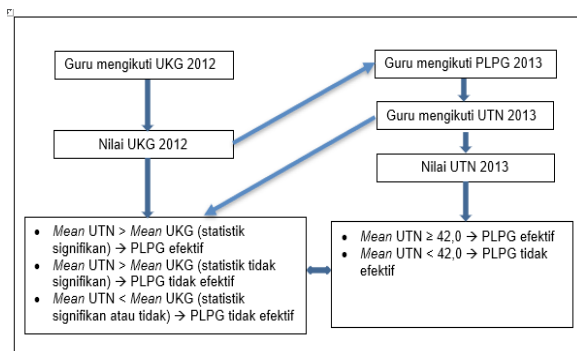 Guru mengikuti UKG 2012
Guru mengikuti PLPG 2013
Guru mengikuti UTN 2013
Nilai UKG 2012
Nilai UTN 2013
• Mean UTN > Mean UKG (statistik
signifikan) → PLPG efektif
• Mean UTN > Mean UKG (statistik tidak
signifikan) → PLPG tidak efektif
• Mean UTN < Mean UKG (statistik
signifikan atau tidak) → PLPG tidak efektif
• Mean UTN ≥ 42,0 → PLPG efektif
• Mean UTN < 42,0 → PLPG tidak
efektif